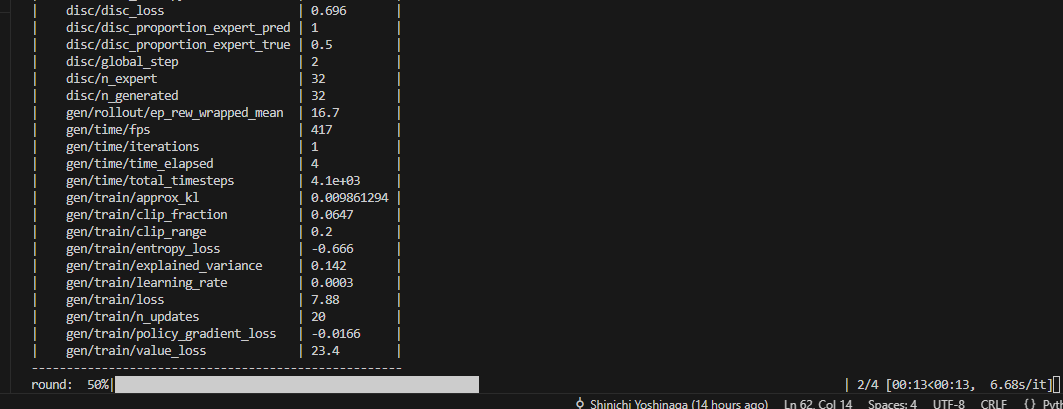 | disc/disc_loss | 0.696 |
| disc/disc_proportion_expert_pred | 1 |
| disc/disc_proportion_expert_true | 0.5 |
| disc/global_step | 2 |
| disc/n_expert | 32 |
| disc/n_generated | 32 |
| gen/rollout/ep_rew_wrapped_mean | 16.7 |
| gen/time/fps | 417 |
| gen/time/iterations | 1 |
| gen/time/time_elapsed | 4 |
| gen/time/total_timesteps | 4.1e+03 |
| gen/train/approx_kl | 0.009861294 |
| gen/train/clip_fraction | 0.0647 |
| gen/train/clip_range | 0.2 |
| gen/train/entropy_loss | -0.666 |
| gen/train/explained_variance | 0.142 |
| gen/train/learning_rate | 0.0003 |
| gen/train/loss | 7.88 |
| gen/train/n_updates | 20 |
| gen/train/policy_gradient_loss | -0.0166 |
| gen/train/value_loss | 23.4 |
--------------------------------------------------
round: 50%| | 2/4 [00:13<00:13, 6.68s/it]
Shinichi Yoshinaga (14 hours ago) Ln 62, Col 14 Spaces: 4 UTF-8 CRLF {}